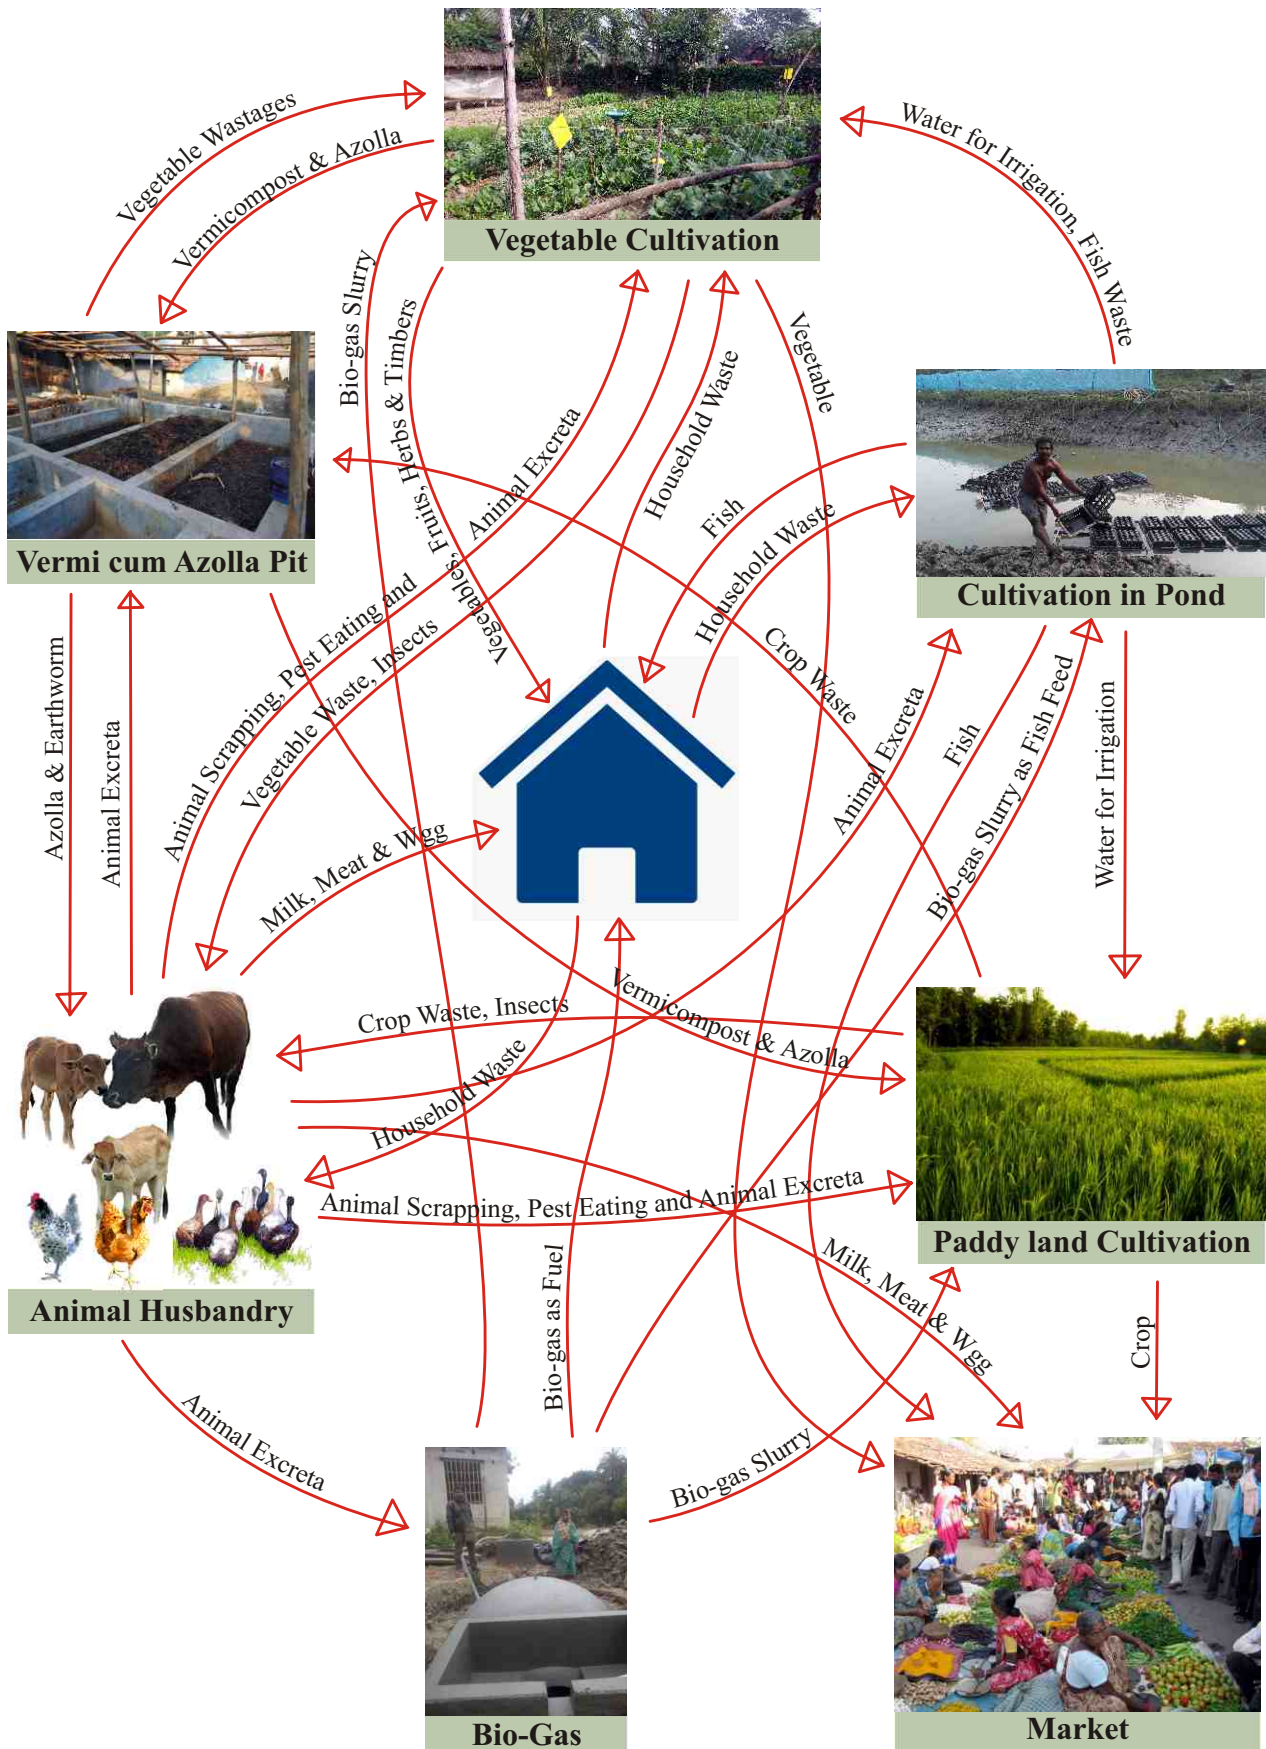 Vegetable Wastages
Vermicompost & Azolla
Water for Irrigation, Fish Waste
Vegetable Cultivation
Bio-gas Slurry
Vegetables, Fruits, Herbs & Timbers
Animal Scrapping, Pest Eating and Animal Excreta
Vegetable Waste, Insects
Household Waste
Vegetable
Fish
Household Waste
Vermi cum Azolla Pit
Cultivation in Pond
Azolla & Earthworm
Animal Excreta
Milk, Meat & Wgg
Crop Waste
Animal Excreta
Fish
Bio-gas Slurry as Fish Feed
Water for Irrigation
Crop Waste, Insects
Vermicompost & Azolla
Household Waste
Animal Scrapping, Pest Eating and Animal Excreta
Paddy land Cultivation
Animal Husbandry
Bio-gas as Fuel
Milk, Meat & Wgg
Crop
Animal Excreta
Bio-gas Slurry
Bio-Gas
Market